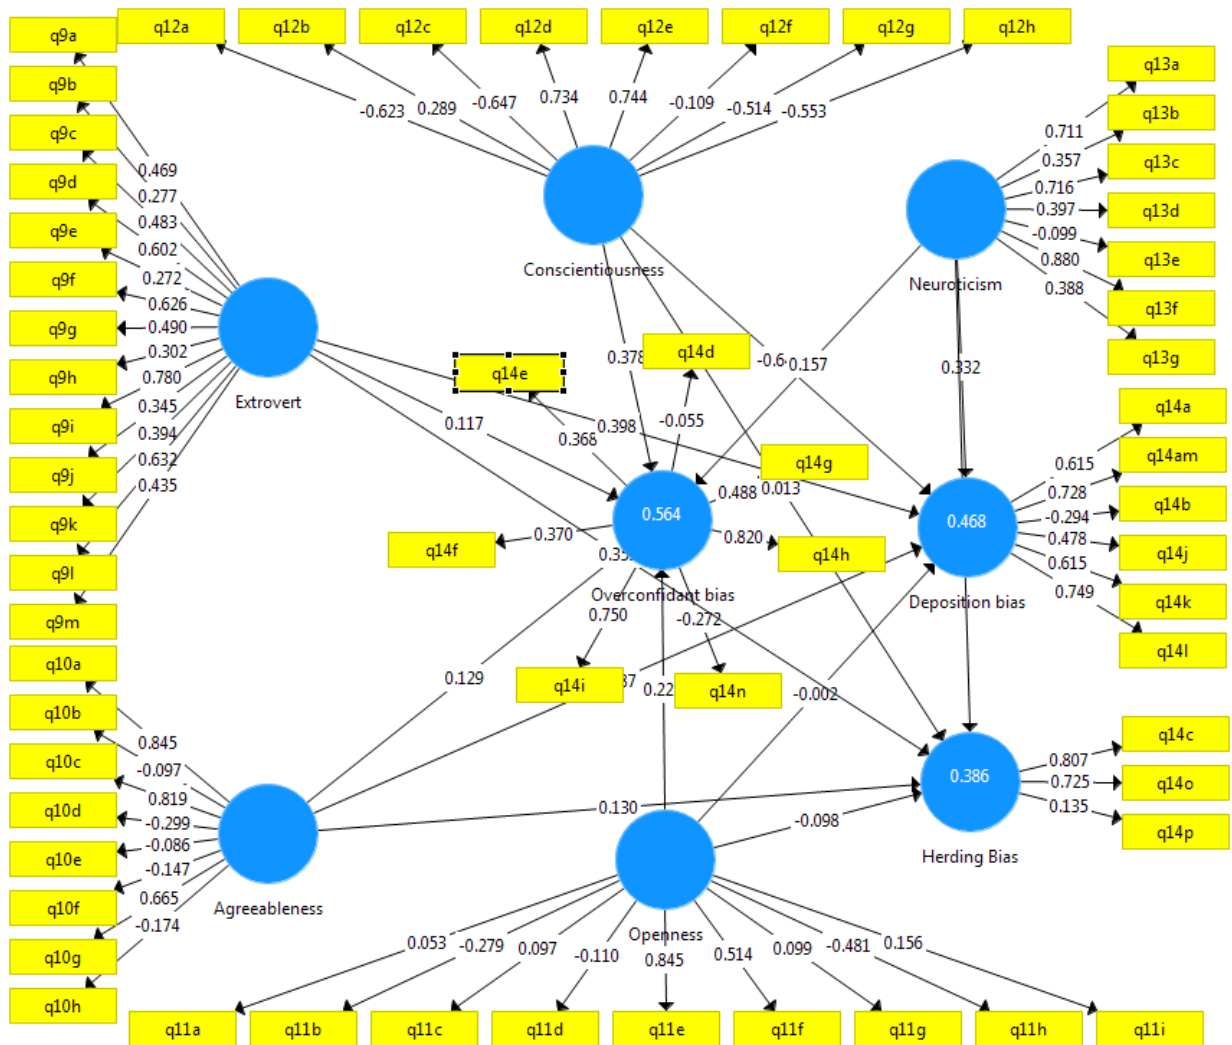 q9a
q9b
q9c
q9d
q9e
q9f
q9g
q9h
q9i
q9j
q9k
q9l
q9m
0.469
0.277
0.483
0.602
0.272
0.626
0.490
0.302
0.780
0.345
0.394
0.632
0.435
Extrovert
q12a q12b q12c q12d q12e q12f q12g q12h
-0.623 0.289 -0.647 0.734 0.744 -0.109 -0.514 -0.553
Conscientiousness
q13a
q13b
q13c
q13d
q13e
q13f
q13g
0.711
0.357
0.716
0.397
-0.099
0.880
0.388
Neuroticism
0.378
0.157
0.332
0.117
0.398
0.013
q14e
q14d
q14g
q14h
q14f
q14i
q14n
0.368
-0.055
0.488
0.820
0.370
0.750
-0.272
0.564
Overconfidant bias
q14a
q14am
q14b
q14j
q14k
q14l
0.615
0.728
-0.294
0.478
0.615
0.749
0.468
Deposition bias
0.129
-0.002
0.130
-0.098
q14c
q14o
q14p
0.807
0.725
0.135
0.386
Herding Bias
q10a
q10b
q10c
q10d
q10e
q10f
q10g
q10h
0.845
-0.097
0.819
-0.299
-0.086
-0.147
0.665
-0.174
Agreeableness
Openness
0.053 -0.279 0.097 -0.110 0.845 0.514 0.099 -0.481 0.156
q11a q11b q11c q11d q11e q11f q11g q11h q11i